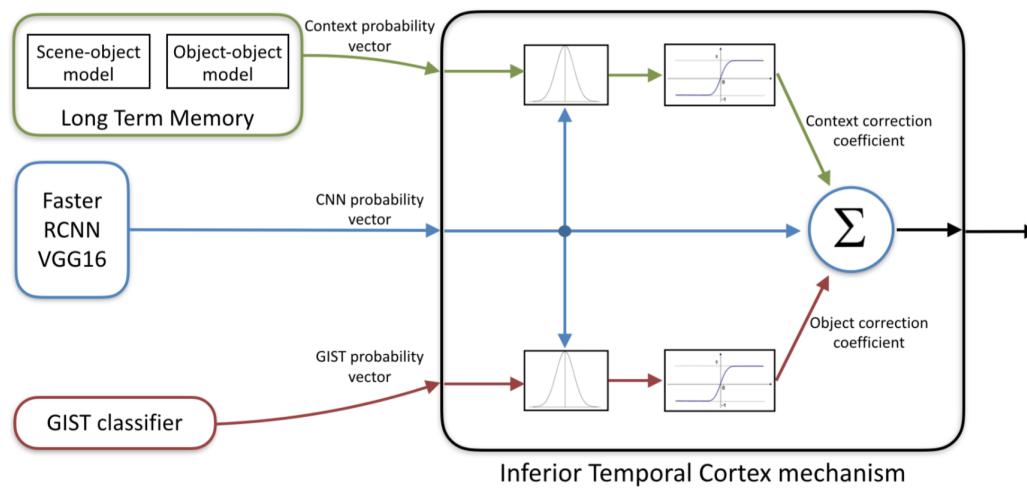 Context probability
vector
Scene-object
model
Object-object
model
Long Term Memory
Context correction
coefficient
Faster
RCNN
VGG16
CNN probability
vector
Σ
Object correction
coefficient
GIST probability
vector
GIST classifier
Inferior Temporal Cortex mechanism